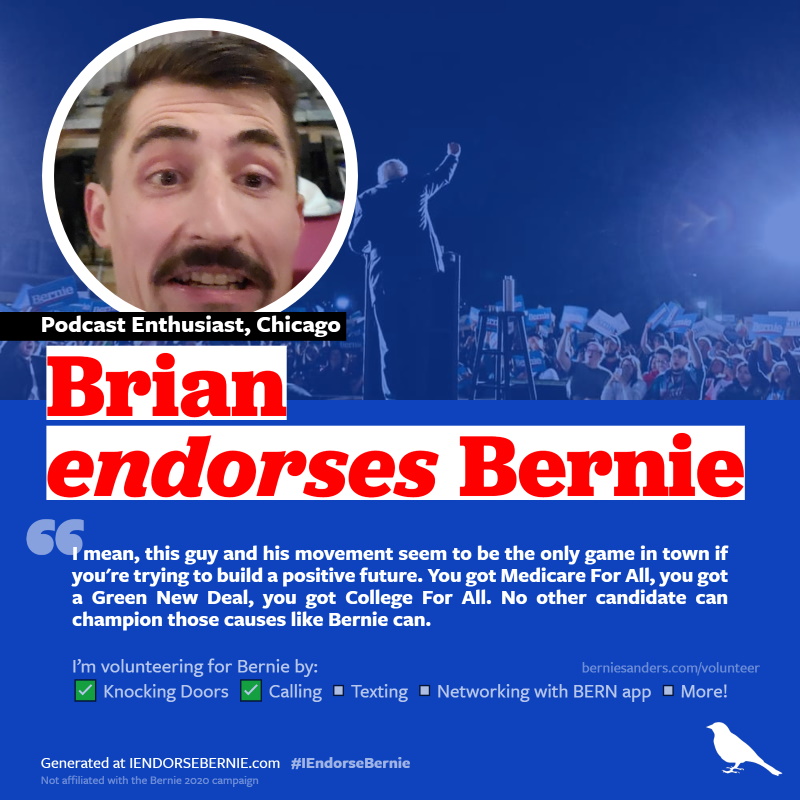 Bernie
Bernie
Podcast Enthusiast, Chicago
Brian
endorses Bernie
“
I mean, this guy and his movement seem to be the only game in town if
you're trying to build a positive future. You got Medicare For All, you got
a Green New Deal, you got College For All. No other candidate can
champion those causes like Bernie can.
I'm volunteering for Bernie by:
berniesanders.com/volunteer
Knocking Doors Calling Texting Networking with BERN app More!
Generated at IENDORSEBERNIE.com #IEndorseBernie
Not affiliated with the Bernie 2020 campaign